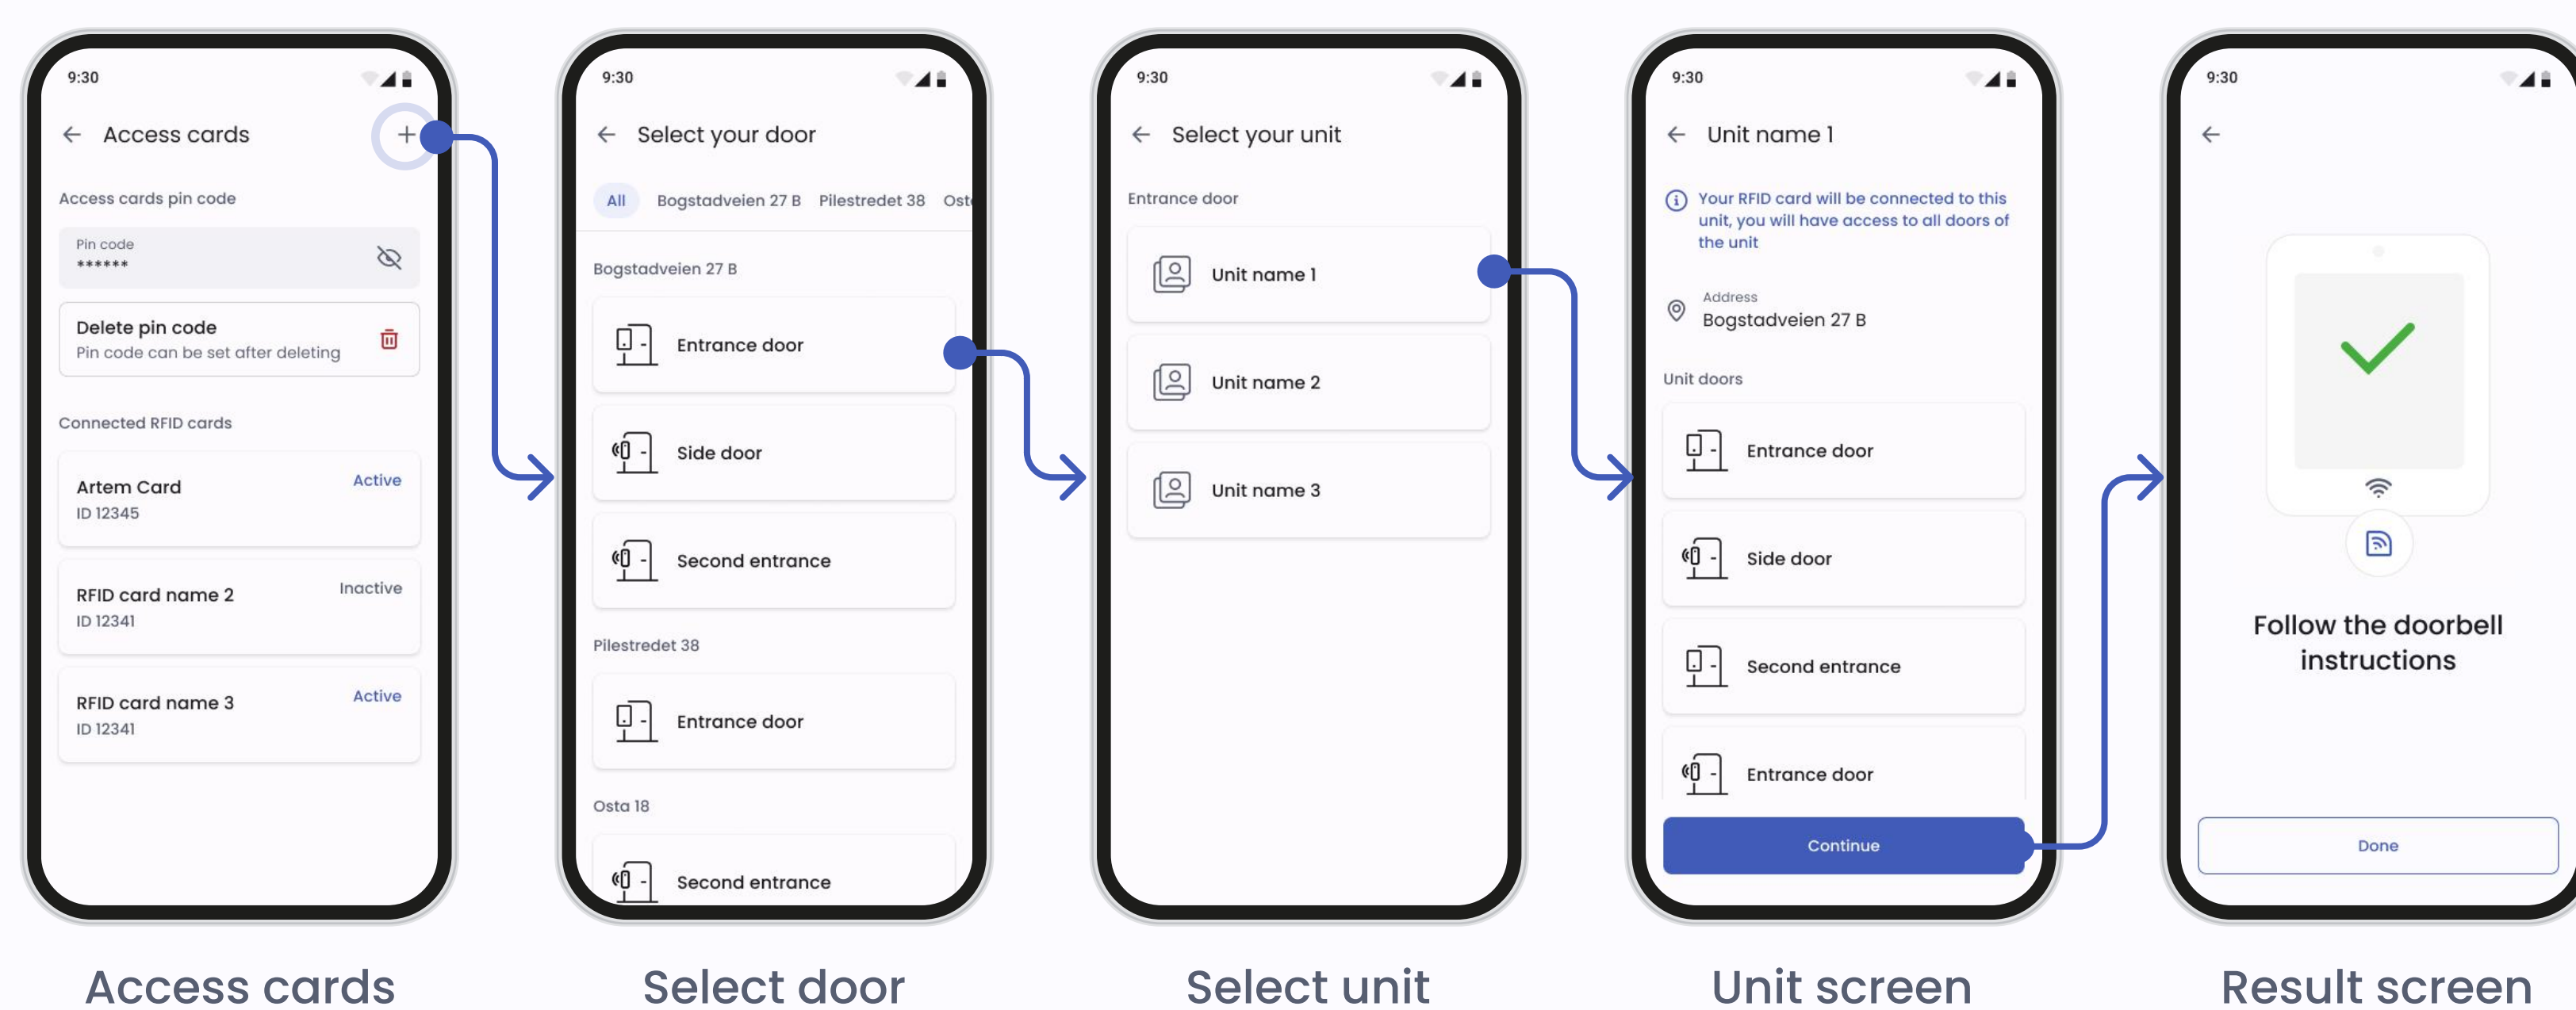 9:30
Access cards
Access cards pin code
Pin code
******
Delete pin code
Pin code can be set after deleting
Connected RFID cards
Artem Card
Active
ID 12345
RFID card name 2
Inactive
ID 12341
RFID card name 3
Active
ID 12341
Access cards
9:30
Select your door
All Bogstadveien 27 B Pilestredet 38 Ost
Bogstadveien 27 B
Entrance door
Side door
Second entrance
Pilestredet 38
Entrance door
Osta 18
Second entrance
Select door
9:30
Select your unit
Entrance door
Unit name 1
Unit name 2
Unit name 3
Select unit
9:30
Unit name 1
Your RFID card will be connected to this
unit, you will have access to all doors of
the unit
Address
Bogstadveien 27 B
Unit doors
Entrance door
Side door
Second entrance
Entrance door
Continue
Unit screen
9:30
Follow the doorbell
instructions
Done
Result screen